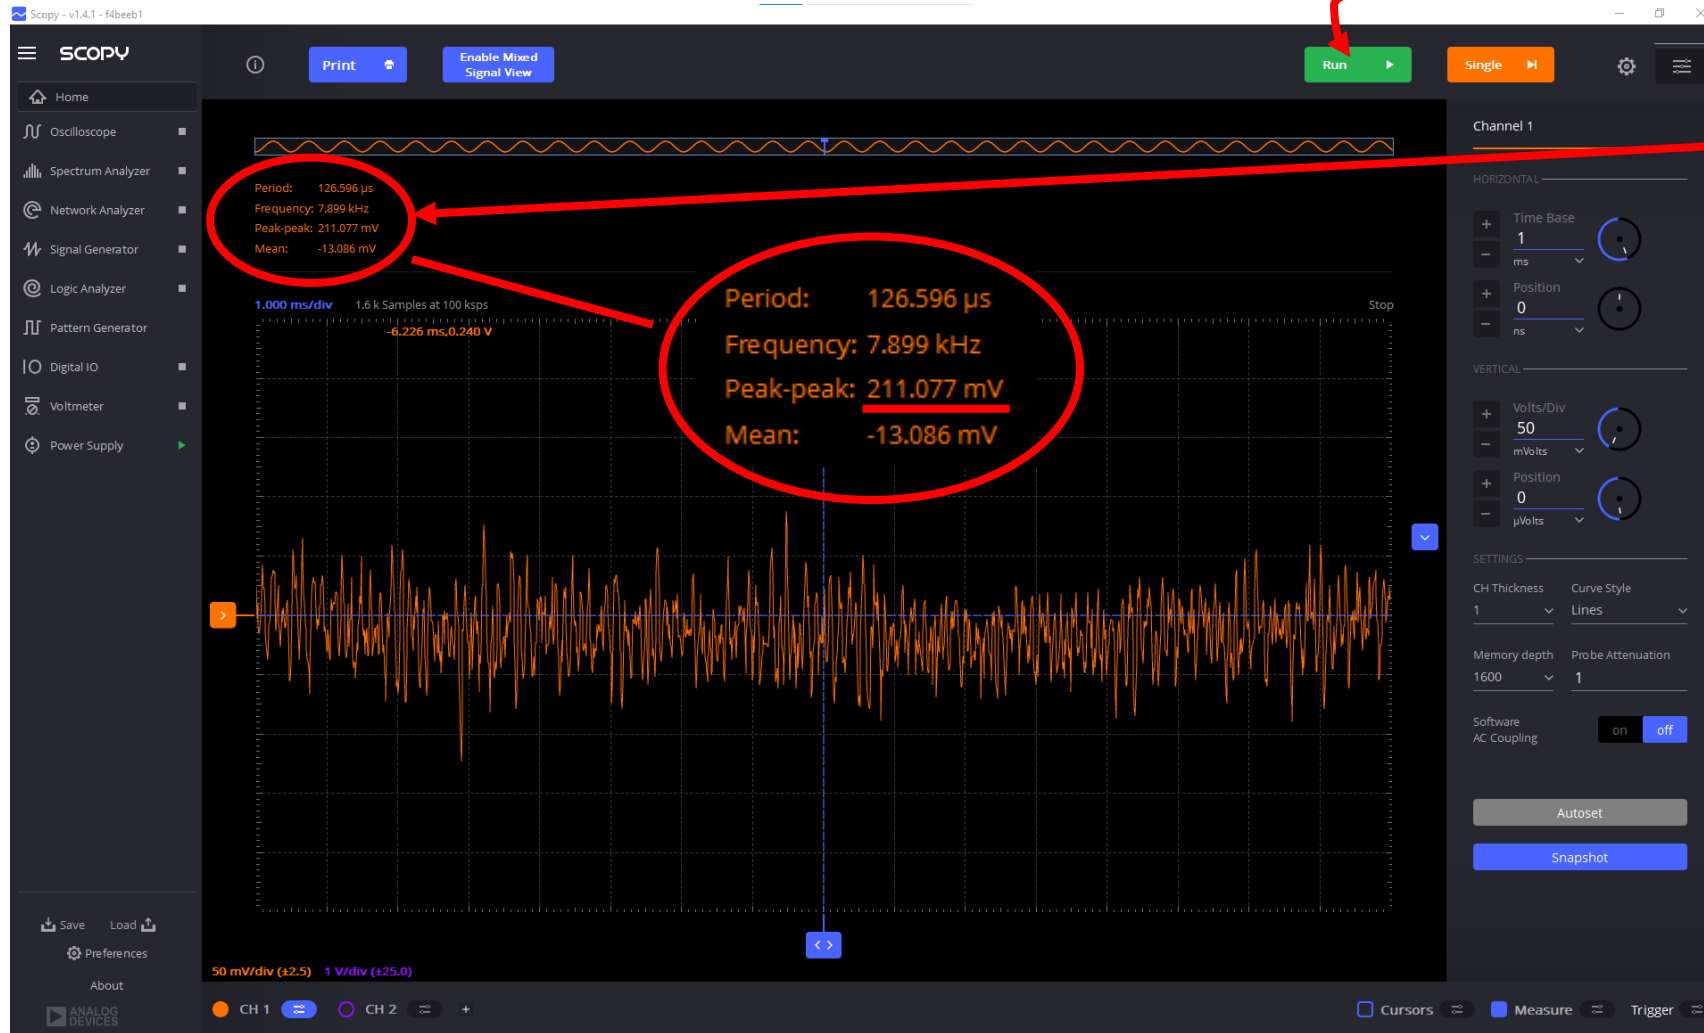 Scopy - v1.4.1 - f4beeb1
SCOPY
Print
Enable Mixed
Signal View
Run
Single
Home
Oscilloscope
Spectrum Analyzer
Network Analyzer
Signal Generator
Logic Analyzer
Pattern Generator
Digital IO
Voltmeter
Power Supply
Save Load
Preferences
About
ANALOG
DEVICES
Period: 126.596 µs
Frequency: 7.899 kHz
Peak-peak: 211.077 mV
Mean: -13.086 mV
1.000 ms/div 1.6 k Samples at 100 ksps
Stop
-6.226 ms,0.240 V
Period: 126.596 µs
Frequency: 7.899 kHz
Peak-peak: 211.077 mV
Mean: -13.086 mV
50 mV/div (±2.5) 1 V/div (±25.0)
CH 1 CH 2 +
Channel 1
HORIZONTAL
Time Base
1
ms
Position
0
ns
VERTICAL
Volts/Div
50
mVolts
Position
0
µVolts
SETTINGS
CH Thickness Curve Style
1 Lines
Memory depth Probe Attenuation
1600 1
Software
AC Coupling
on off
Autoset
Snapshot
Cursors Measure Trigger